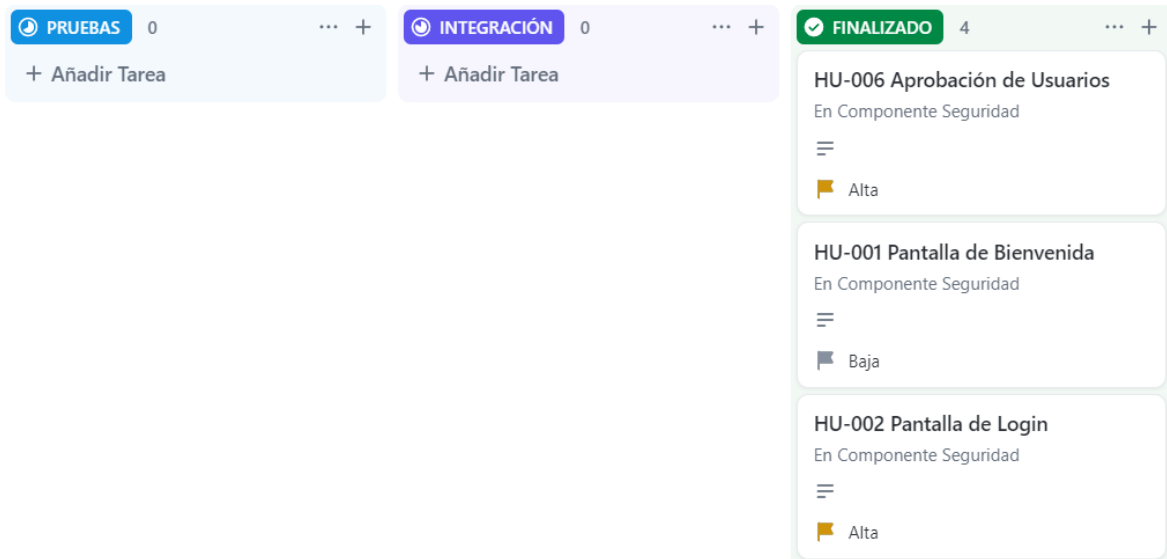 PRUEBAS 0
+ Añadir Tarea
INTEGRACIÓN 0
+ Añadir Tarea
FINALIZADO 4
HU-006 Aprobación de Usuarios
En Componente Seguridad
Alta
HU-001 Pantalla de Bienvenida
En Componente Seguridad
Baja
HU-002 Pantalla de Login
En Componente Seguridad
Alta